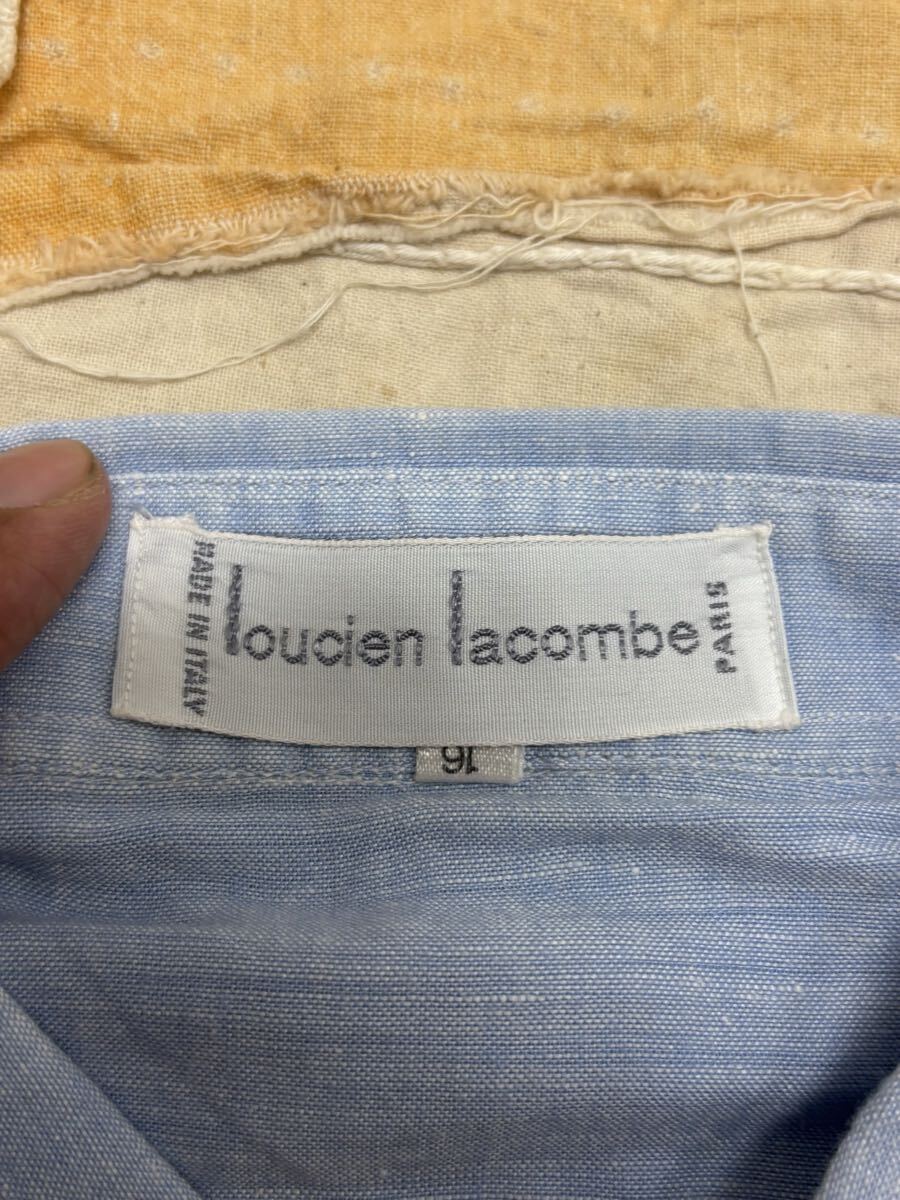 MADE IN ITALY
loucien lacombe
PARIS
16